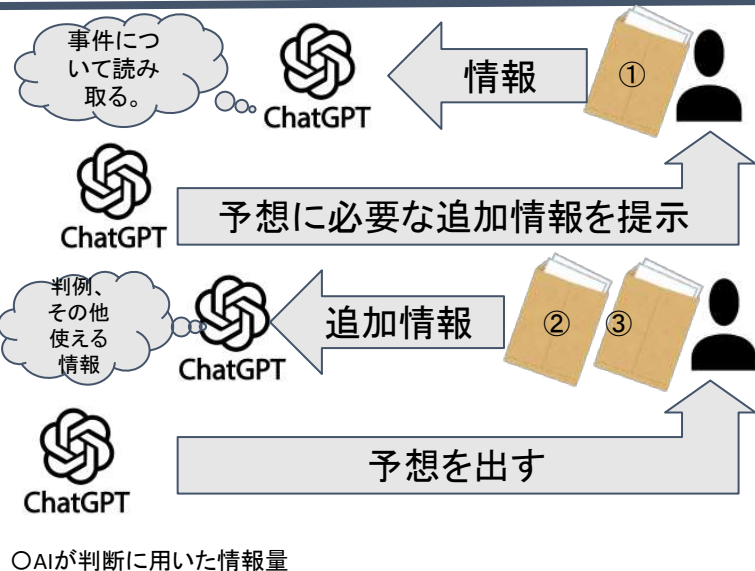 事件につ
いて読み
取る。
ChatGPT
情報
①
ChatGPT
予想に必要な追加情報を提示
判例、
その他
使える
情報
ChatGPT
追加情報
②
③
ChatGPT
予想を出す
〇AIが判断に用いた情報量